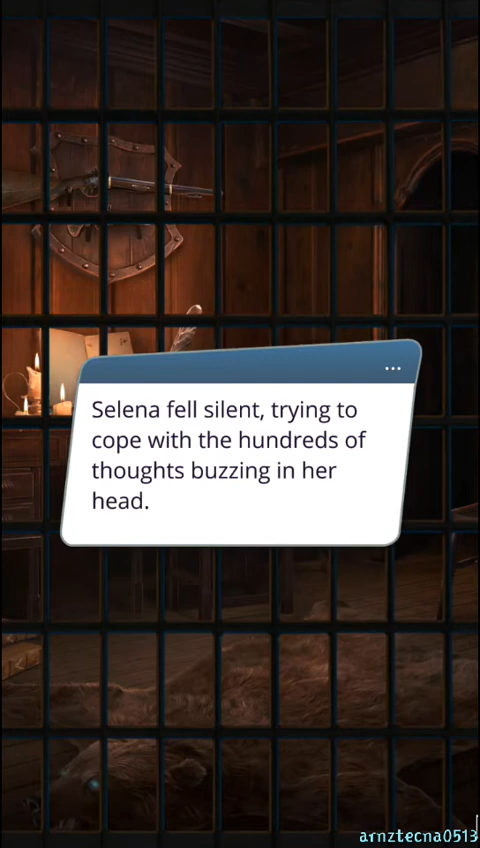 ...
Selena fell silent, trying to
cope with the hundreds of
thoughts buzzing in her
head.
arnztecna0513